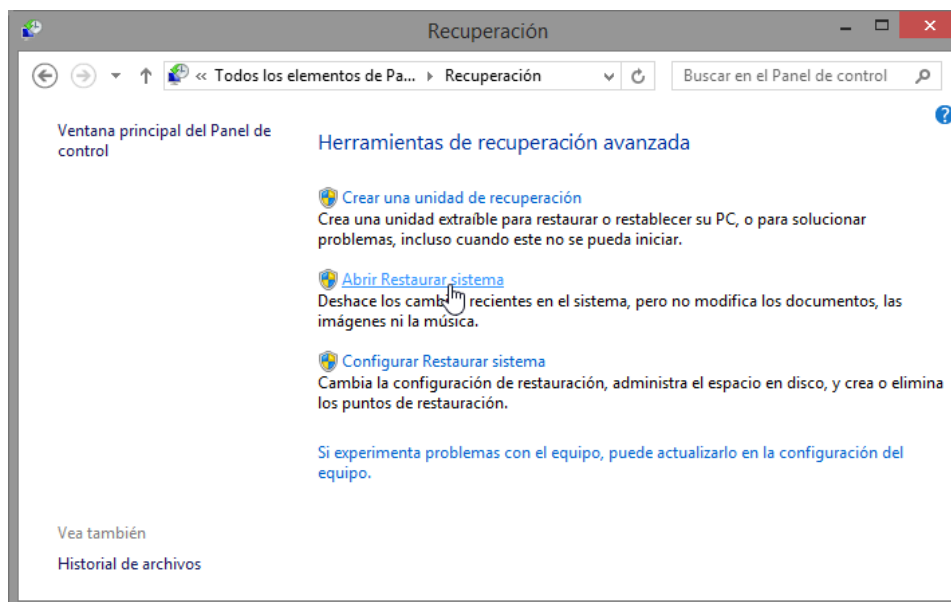 Recuperación
« Todos los elementos de Pa... Recuperación
Buscar en el Panel de control
Ventana principal del Panel de
control
Herramientas de recuperación avanzada
Crear una unidad de recuperación
Crea una unidad extraíble para restaurar o restablecer su PC, o para solucionar
problemas, incluso cuando este no se pueda iniciar.
Abrir Restaurar sistema
Deshace los cambios recientes en el sistema, pero no modifica los documentos, las
imágenes ni la música.
Configurar Restaurar sistema
Cambia la configuración de restauración, administra el espacio en disco, y crea o elimina
los puntos de restauración.
Si experimenta problemas con el equipo, puede actualizarlo en la configuración del
equipo.
Vea también
Historial de archivos